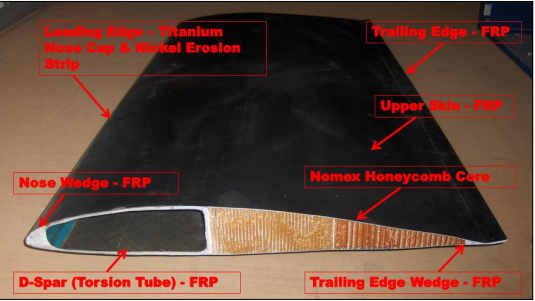 Leading Edge – Titanium
Nose Cap & Nickel Erosion
Strip
Trailing Edge - FRP
Upper Skin - FRP
Nose Wedge - FRP
Nomex Honeycomb Core
D-Spar (Torsion Tube) - FRP
Trailing Edge Wedge - FRP